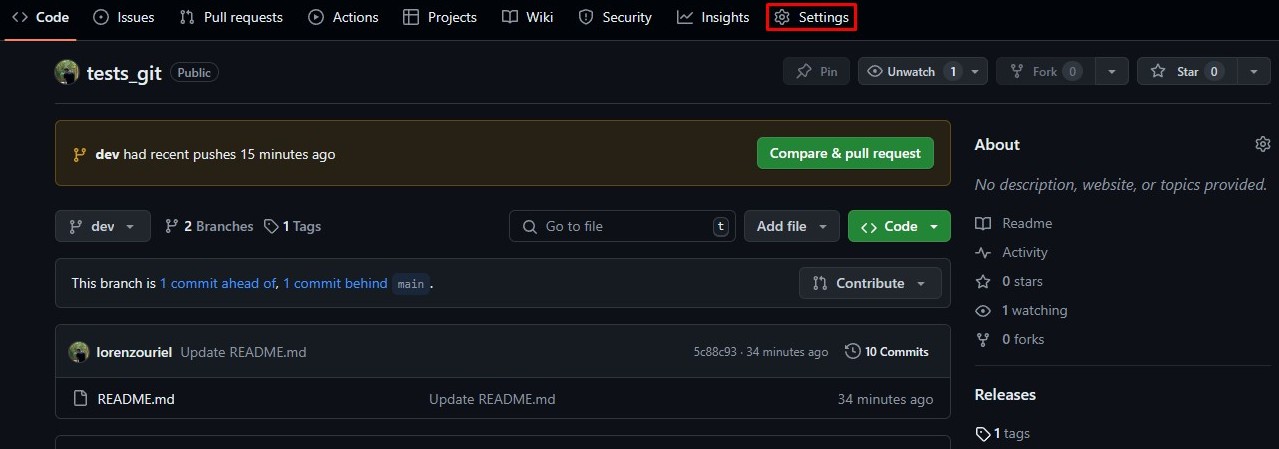 Code Issues Pull requests Actions Projects Wiki Security Insights Settings
tests_git Public Pin Unwatch 1 Fork 0 Star 0
dev had recent pushes 15 minutes ago Compare & pull request
dev 2 Branches 1 Tags Go to file t Add file Code
This branch is 1 commit ahead of, 1 commit behind main. Contribute
lorenzouriel Update README.md 5c88c93 · 34 minutes ago 10 Commits
README.md Update README.md 34 minutes ago
About
No description, website, or topics provided.
Readme
Activity
0 stars
1 watching
0 forks
Releases
1 tags